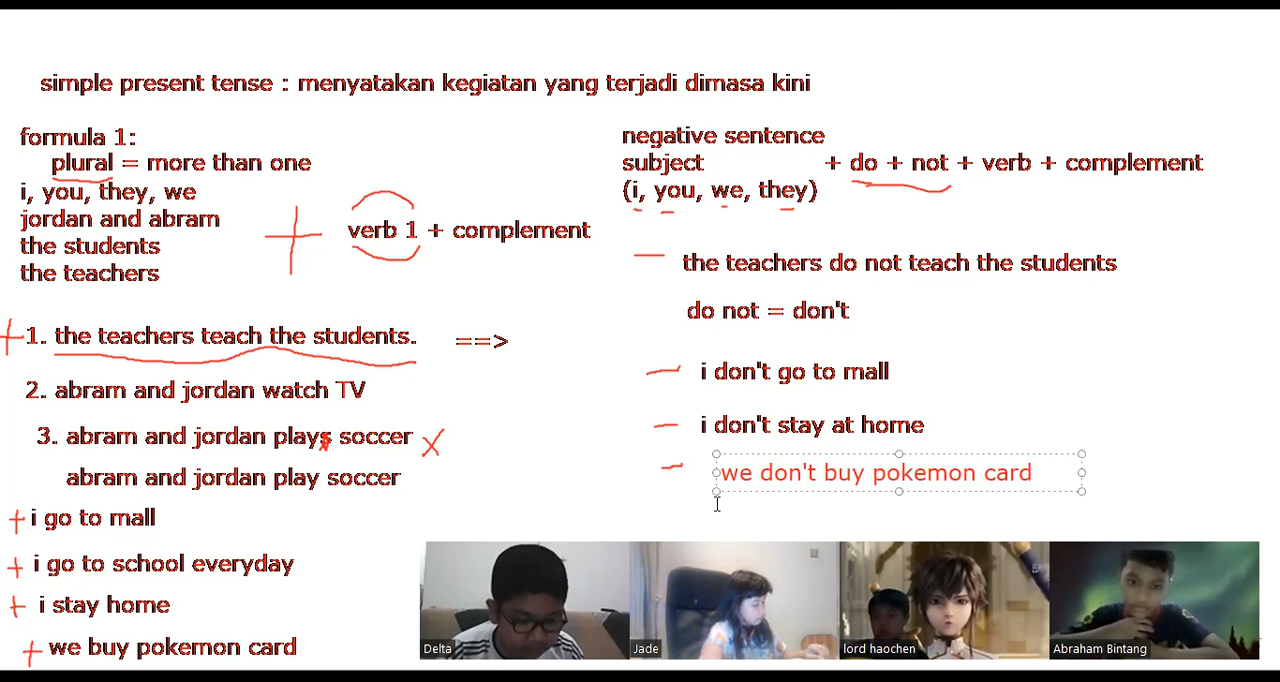 simple present tense : menyatakan kegiatan yang terjadi dimasa kini
formula 1:
plural = more than one
i, you, they, we
jordan and abram
the students
the teachers
+ verb 1 + complement
+ 1. the teachers teach the students. ==>
2. abram and jordan watch TV
3. abram and jordan plays soccer X
abram and jordan play soccer
+ i go to mall
+ i go to school everyday
+ i stay home
+ we buy pokemon card
negative sentence
subject + do + not + verb + complement
(i, you, we, they)
— the teachers do not teach the students
do not = don't
— i don't go to mall
— i don't stay at home
— we don't buy pokemon card
Delta
Jade
lord haochen
Abraham Bintang